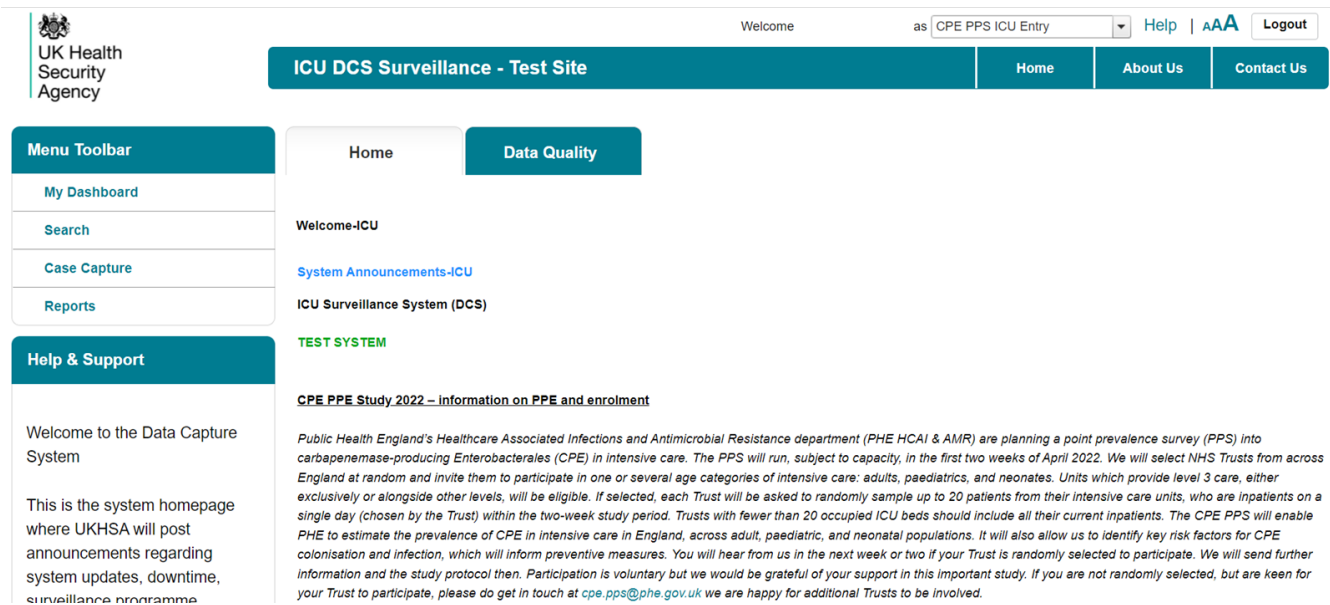 UK Health
Security
Agency
Welcome as CPE PPS ICU Entry Help | AAA Logout
ICU DCS Surveillance - Test Site
Home About Us Contact Us
Menu Toolbar
My Dashboard
Search
Case Capture
Reports
Help & Support
Welcome to the Data Capture
System
This is the system homepage
where UKHSA will post
announcements regarding
system updates, downtime,
surveillance programme
Home Data Quality
Welcome-ICU
System Announcements-ICU
ICU Surveillance System (DCS)
TEST SYSTEM
CPE PPE Study 2022 – information on PPE and enrolment
Public Health England's Healthcare Associated Infections and Antimicrobial Resistance department (PHE HCAI & AMR) are planning a point prevalence survey (PPS) into
carbapenemase-producing Enterobacterales (CPE) in intensive care. The PPS will run, subject to capacity, in the first two weeks of April 2022. We will select NHS Trusts from across
England at random and invite them to participate in one or several age categories of intensive care: adults, paediatrics, and neonates. Units which provide level 3 care, either
exclusively or alongside other levels, will be eligible. If selected, each Trust will be asked to randomly sample up to 20 patients from their intensive care units, who are inpatients on a
single day (chosen by the Trust) within the two-week study period. Trusts with fewer than 20 occupied ICU beds should include all their current inpatients. The CPE PPS will enable
PHE to estimate the prevalence of CPE in intensive care in England, across adult, paediatric, and neonatal populations. It will also allow us to identify key risk factors for CPE
colonisation and infection, which will inform preventive measures. You will hear from us in the next week or two if your Trust is randomly selected to participate. We will send further
information and the study protocol then. Participation is voluntary but we would be grateful of your support in this important study. If you are not randomly selected, but are keen for
your Trust to participate, please do get in touch at cpe.pps@phe.gov.uk we are happy for additional Trusts to be involved.